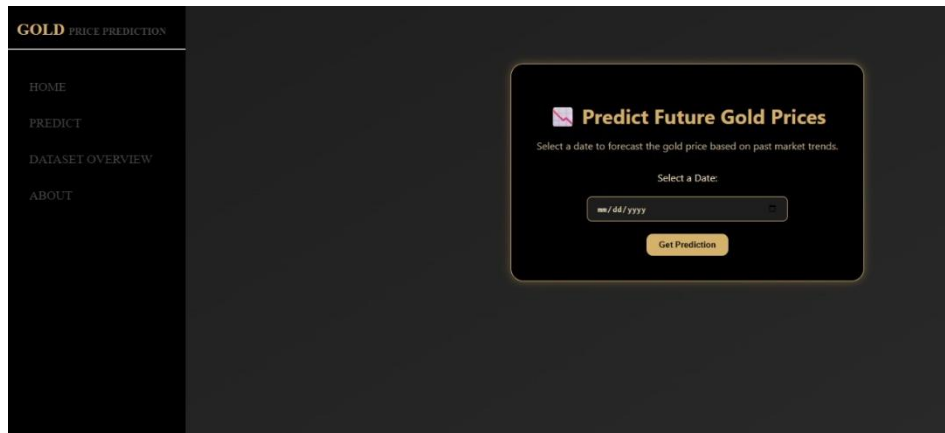 GOLD PRICE PREDICTION
HOME
PREDICT
DATASET OVERVIEW
ABOUT
Predict Future Gold Prices
Select a date to forecast the gold price based on past market trends.
Select a Date:
mm/dd/yyyy
Get Prediction